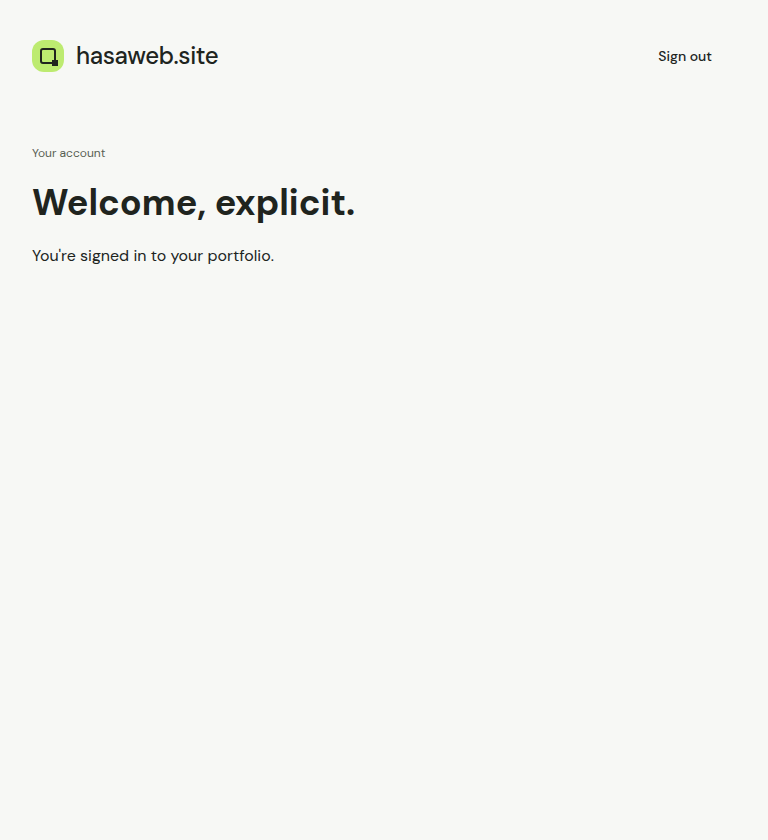 hasaweb.site
Sign out
Your account
Welcome, explicit.
You're signed in to your portfolio.